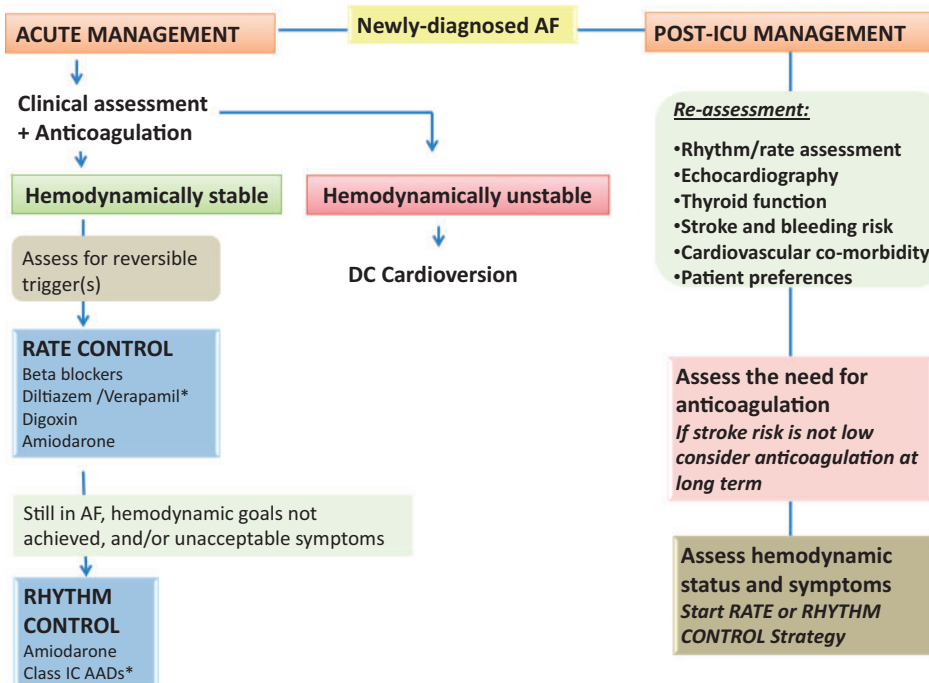 Newly-diagnosed AF
ACUTE MANAGEMENT
Clinical assessment
+ Anticoagulation
Hemodynamically stable
Hemodynamically unstable
DC Cardioversion
Assess for reversible
trigger(s)
RATE CONTROL
Beta blockers
Diltiazem /Verapamil*
Digoxin
Amiodarone
Still in AF, hemodynamic goals not
achieved, and/or unacceptable symptoms
RHYTHM
CONTROL
Amiodarone
Class IC AADs*
POST-ICU MANAGEMENT
Re-assessment:
•Rhythm/rate assessment
•Echocardiography
•Thyroid function
•Stroke and bleeding risk
•Cardiovascular co-morbidity
•Patient preferences
Assess the need for
anticoagulation
If stroke risk is not low
consider anticoagulation at
long term
Assess hemodynamic
status and symptoms
Start RATE or RHYTHM
CONTROL Strategy